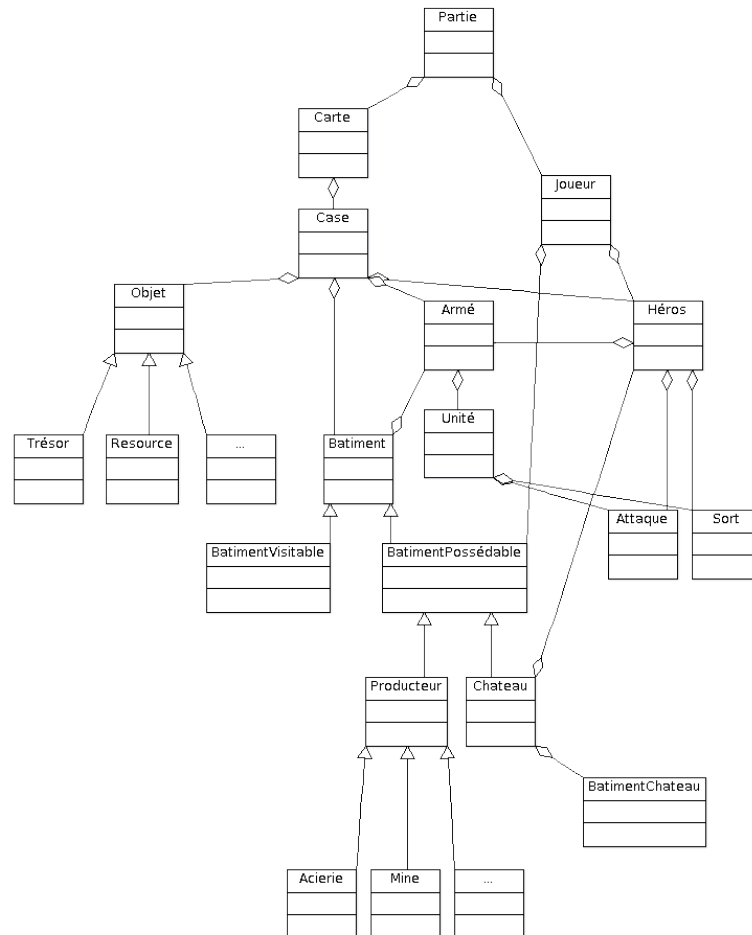 Partie
Carte
Joueur
Case
Objet
Armé
Héros
Unité
Trésor
Resource
...
Batiment
Attaque
Sort
BatimentVisitable
BatimentPossédable
Producteur
Chateau
BatimentChateau
Acierie
Mine
...